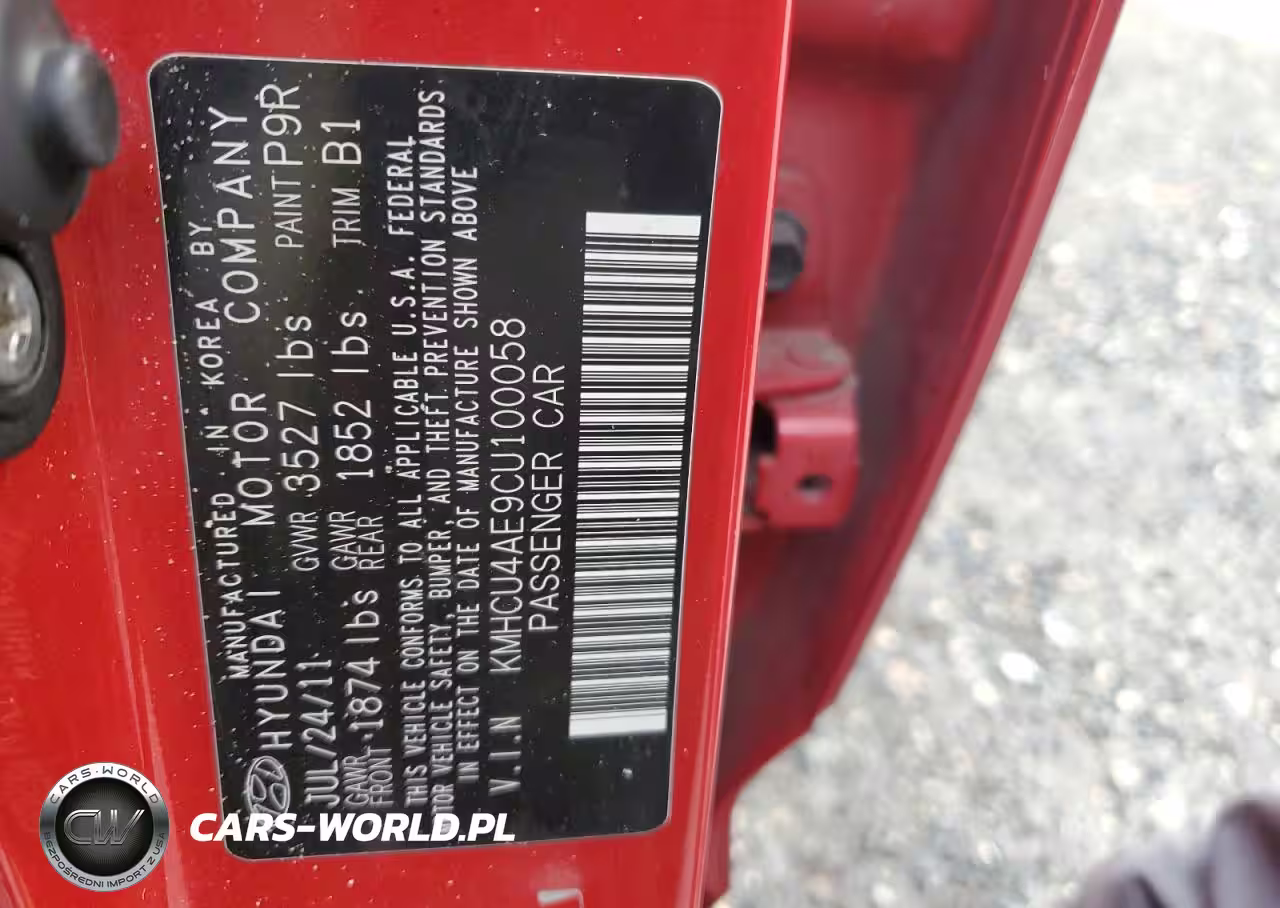 MANUFACTURED IN KOREA BY
HYUNDAI MOTOR COMPANY
JUL/24/11 GVWR 3527 lbs PAINT P9R
GAWR FRONT 1874 lbs GAWR REAR 1852 lbs TRIM B1
THIS VEHICLE CONFORMS TO ALL APPLICABLE U.S.A. FEDERAL
MOTOR VEHICLE SAFETY, BUMPER, AND THEFT PREVENTION STANDARDS
IN EFFECT ON THE DATE OF MANUFACTURE SHOWN ABOVE
V.I.N KMHCU4AE9CU100058
PASSENGER CAR
CARS-WORLD
CW
BEZPOŚREDNI IMPORT Z USA
CARS-WORLD.PL